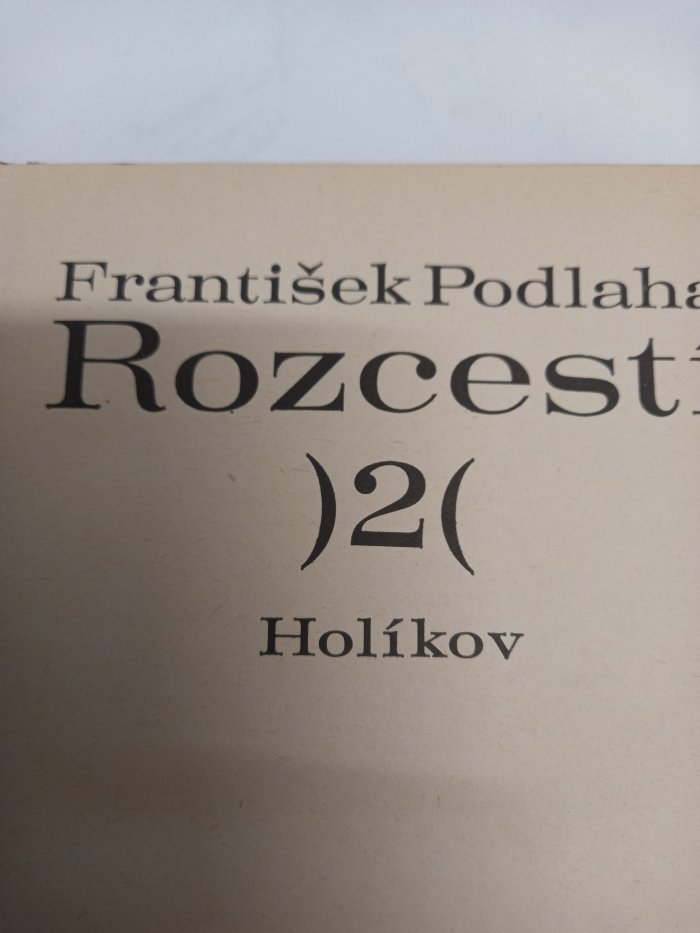 František Podlaha
Rozcestí
)2(
Holíkov